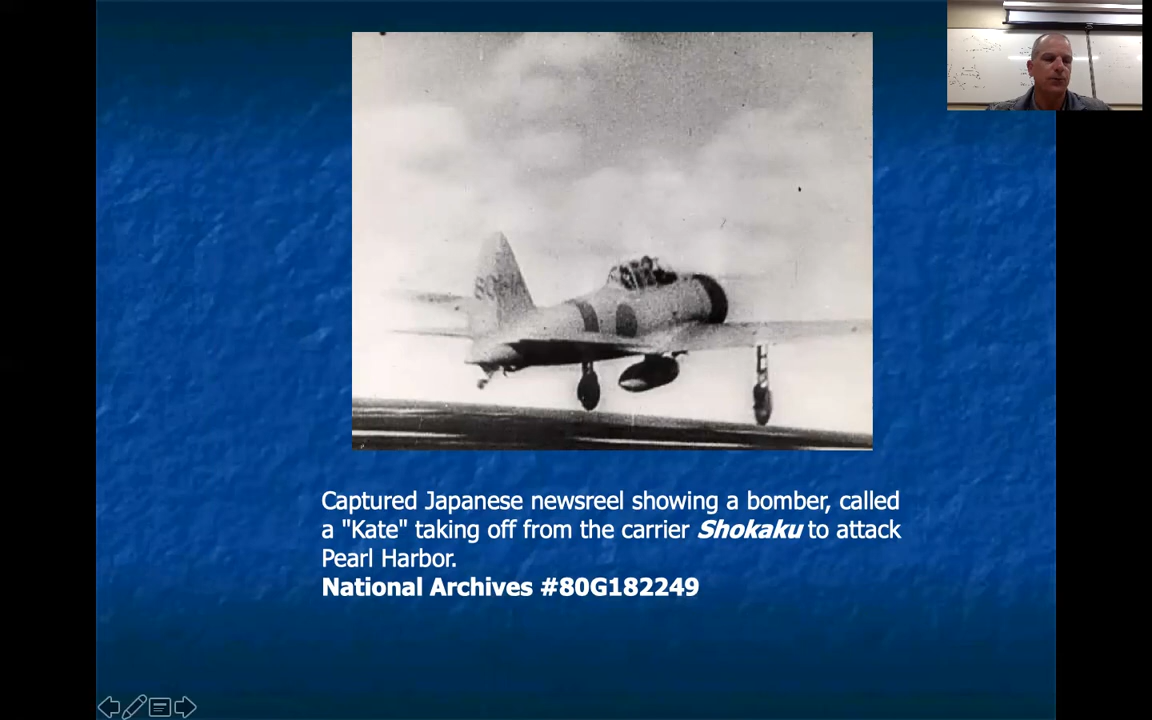 Captured Japanese newsreel showing a bomber, called
a "Kate" taking off from the carrier Shokaku to attack
Pearl Harbor.
National Archives #80G182249